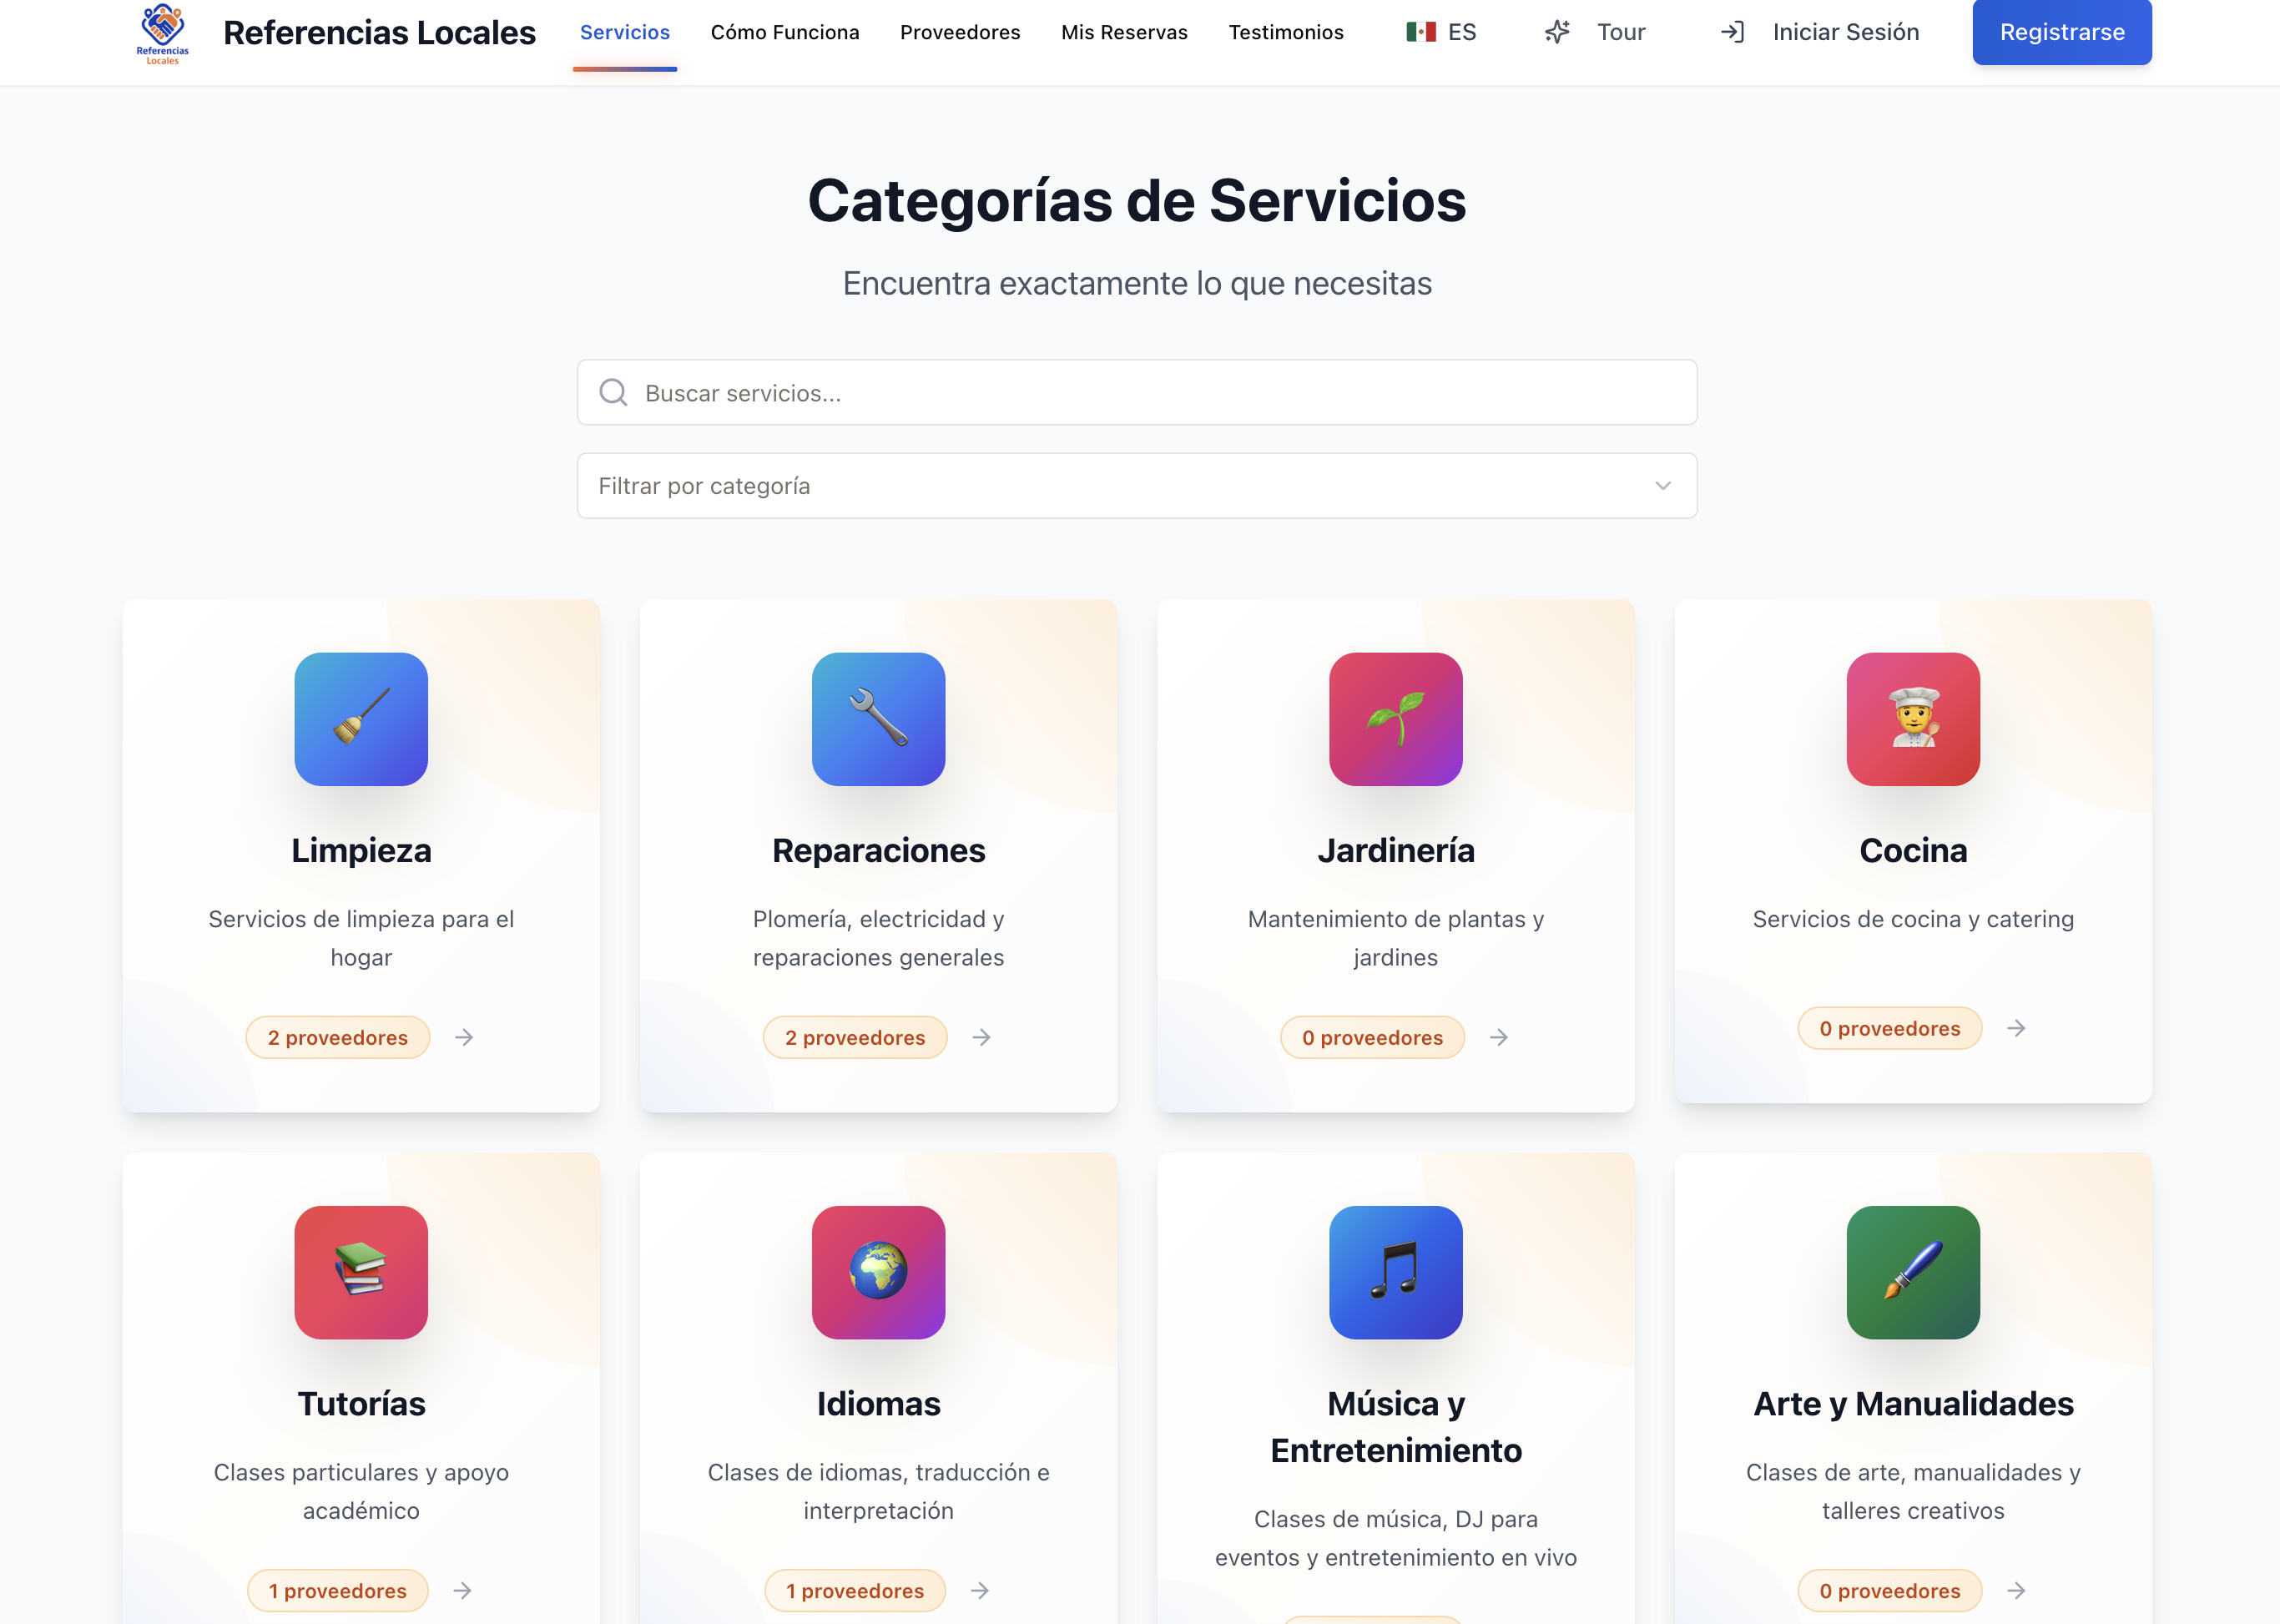 Referencias
Locales
Referencias Locales
Servicios
Cómo Funciona
Proveedores
Mis Reservas
Testimonios
ES
Tour
Iniciar Sesión
Registrarse
Categorías de Servicios
Encuentra exactamente lo que necesitas
Buscar servicios...
Filtrar por categoría
Limpieza
Servicios de limpieza para el
hogar
2 proveedores
Reparaciones
Plomería, electricidad y
reparaciones generales
2 proveedores
Jardinería
Mantenimiento de plantas y
jardines
0 proveedores
Cocina
Servicios de cocina y catering
0 proveedores
Tutorías
Clases particulares y apoyo
académico
1 proveedores
Idiomas
Clases de idiomas, traducción e
interpretación
1 proveedores
Música y
Entretenimiento
Clases de música, DJ para
eventos y entretenimiento en vivo
Arte y Manualidades
Clases de arte, manualidades y
talleres creativos
0 proveedores